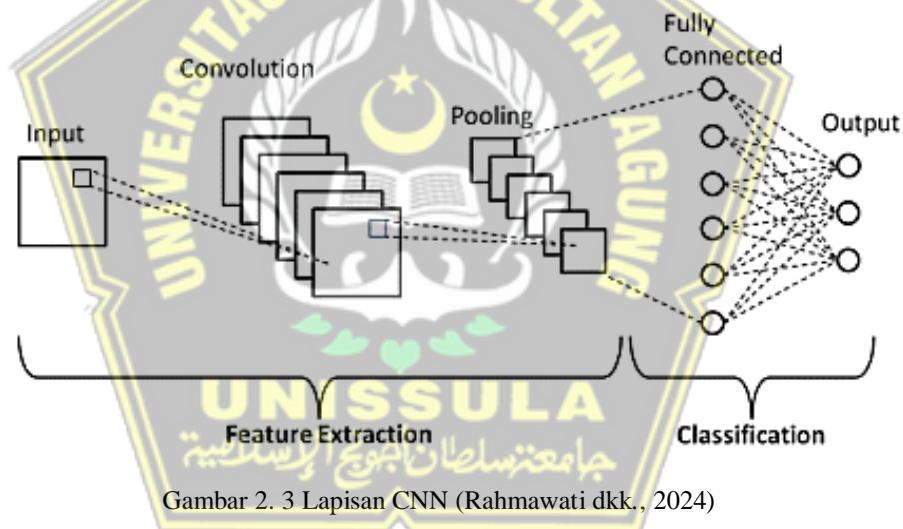 UNIVERSITAS
SULTAN AGUNG
Fully
Connected
Convolution
Pooling
Input
Output
UNISSULA
Feature Extraction
Classification
جامعة سلطان أجونج الإسلامية
Gambar 2. 3 Lapisan CNN (Rahmawati dkk., 2024)